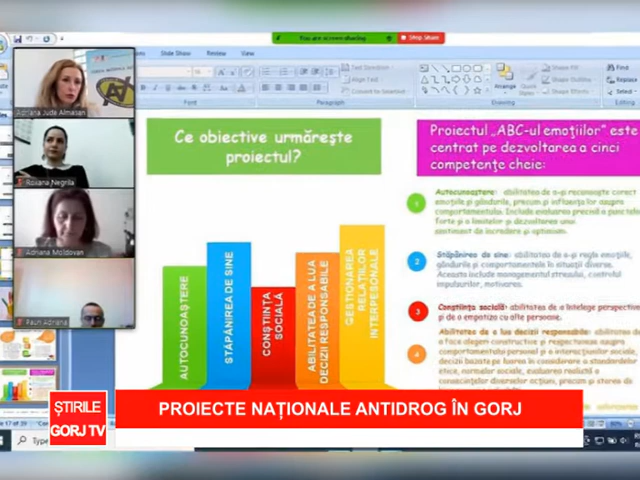 You are screen sharing
Stop Share
Slide Show
Review
View
Adriana Juda Almasan
Roxana Negrila
Adriana Moldovan
Pauri Adriana
Font
Paragraph
Drawing
Editing
Text Direction
Align Text
Convert to SmartArt
Arrange
Quick
Shape Fill
Shape Outline
Shape Effects
Find
Replace
Select
Ce obiective urmărește
proiectul?
AUTOCUNOAȘTERE
STĂPÂNIREA DE SINE
CONȘTIINȚA
SOCIALĂ
ABILITATEA DE A LUA
DECIZII RESPONSABILE
GESTIONAREA
RELAȚIILOR
INTERPESONALE
Proiectul „ABC-ul emoțiilor” este
centrat pe dezvoltarea a cinci
competențe cheie:
1
Autocunoaștere: abilitatea de a-și recunoaște corect
emoțiile și gândurile, precum și influența lor asupra
comportamentului. Include evaluarea precisă a punctelor
forte și a limitelor și dezvoltarea unui
sentiment de încredere și optimism.
2
Stăpânirea de sine: abilitatea de a-și regla emoțiile,
gândurile și comportamentele în situații diverse.
Aceasta include managementul stresului, controlul
impulsurilor, motivarea.
3
Conștiința socială: abilitatea de a înțelege perspectiva
și de a empatiza cu alte persoane.
4
Abilitatea de a lua decizii responsabile: abilitatea de
a face alegeri constructive și respectuoase asupra
comportamentului personal și a interacțiunilor sociale,
decizii bazate pe luarea în considerare a standardelor
etice, normelor sociale, evaluarea realistă a
consecințelor diverselor acțiuni, precum și starea de
ȘTIRILE
GORJ TV
PROIECTE NAȚIONALE ANTIDROG ÎN GORJ
Type